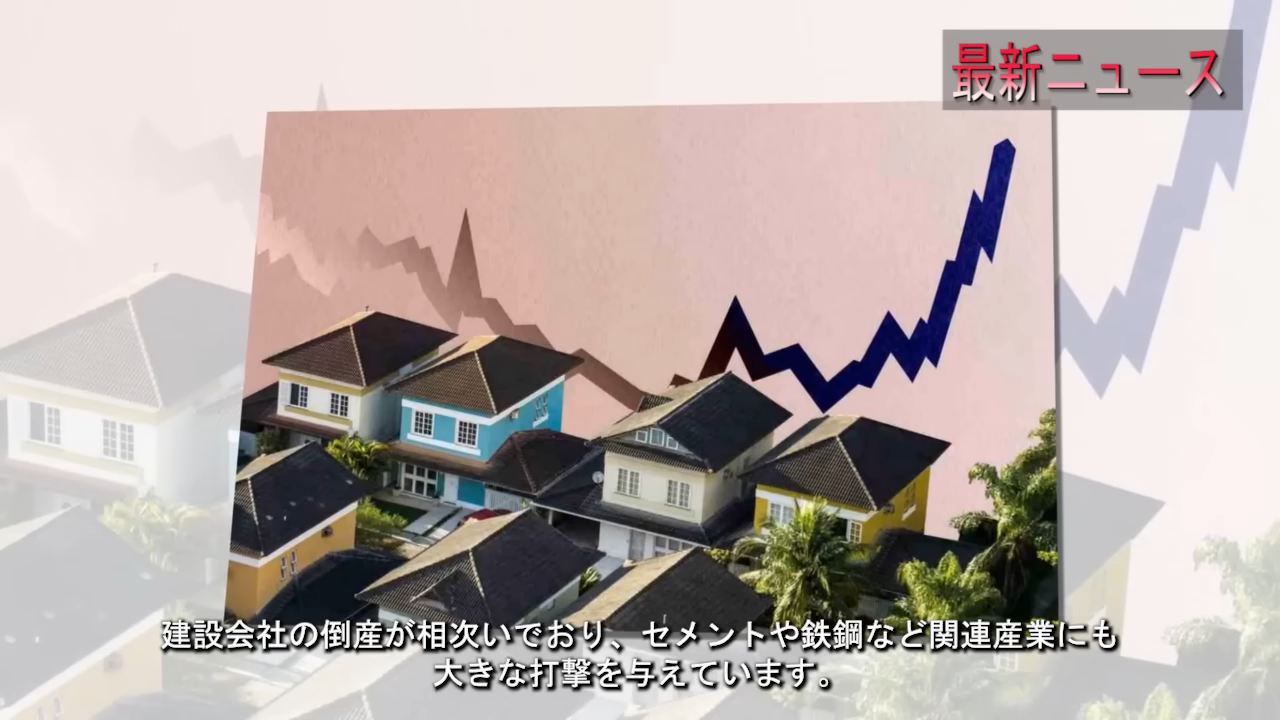 最新ニュース
建設会社の倒産が相次いでおり、セメントや鉄鋼など関連産業にも
大きな打撃を与えています。